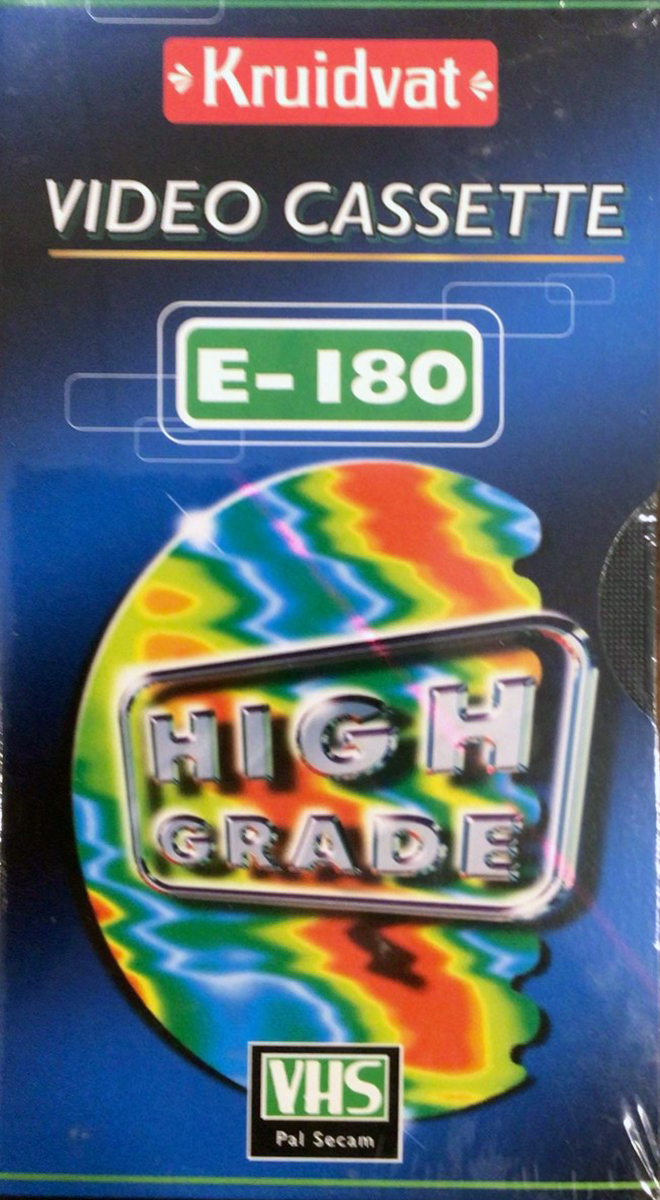 Kruidvat
VIDEO CASSETTE
E-180
HIGH
GRADE
VHS
Pal Secam